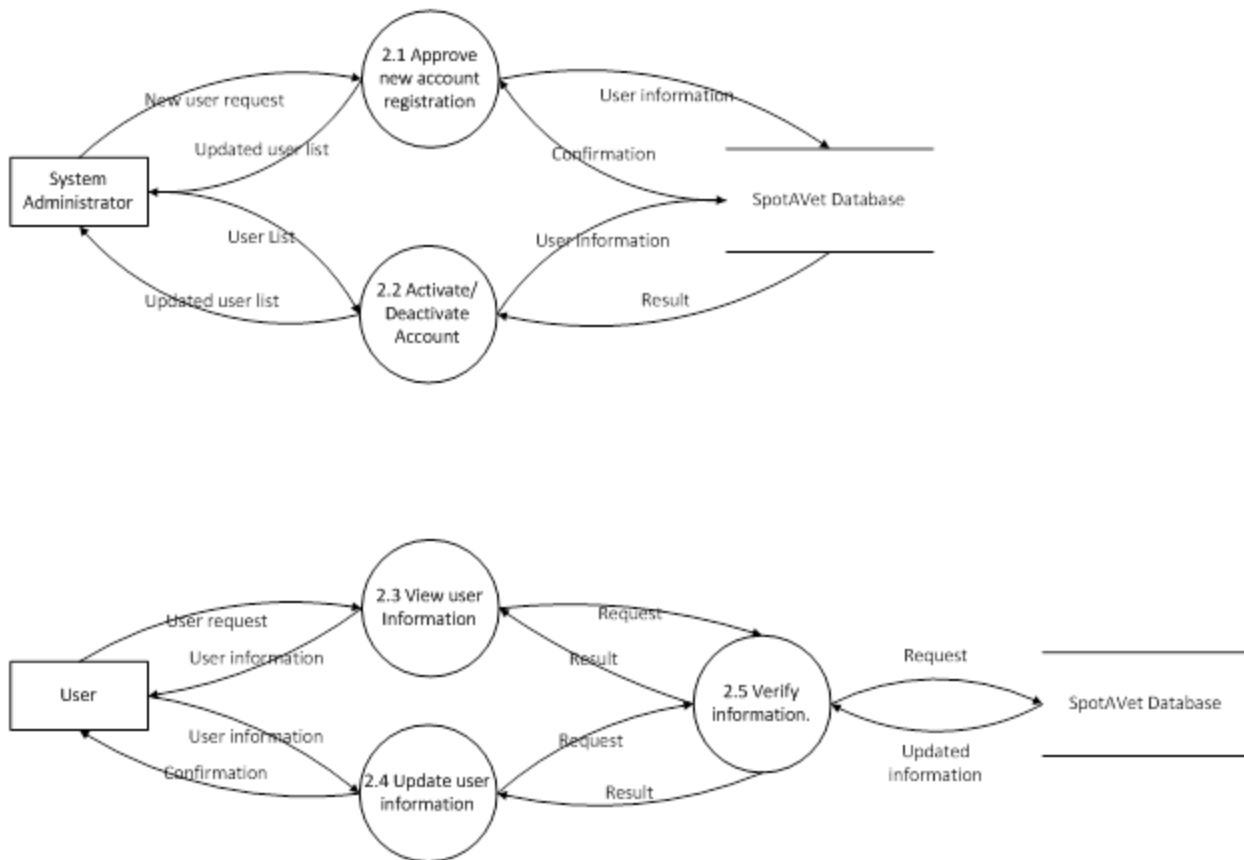 2.1 Approve
new account
registration
New user request
User information
Updated user list
Confirmation
System
Administrator
SpotAVet Database
User List
User Information
2.2 Activate/
Deactivate
Account
Updated user list
Result
2.3 View user
Information
User request
Request
User information
Result
User
2.5 Verify
information.
Request
SpotAVet Database
User information
Request
Updated
information
Confirmation
2.4 Update user
information
Result